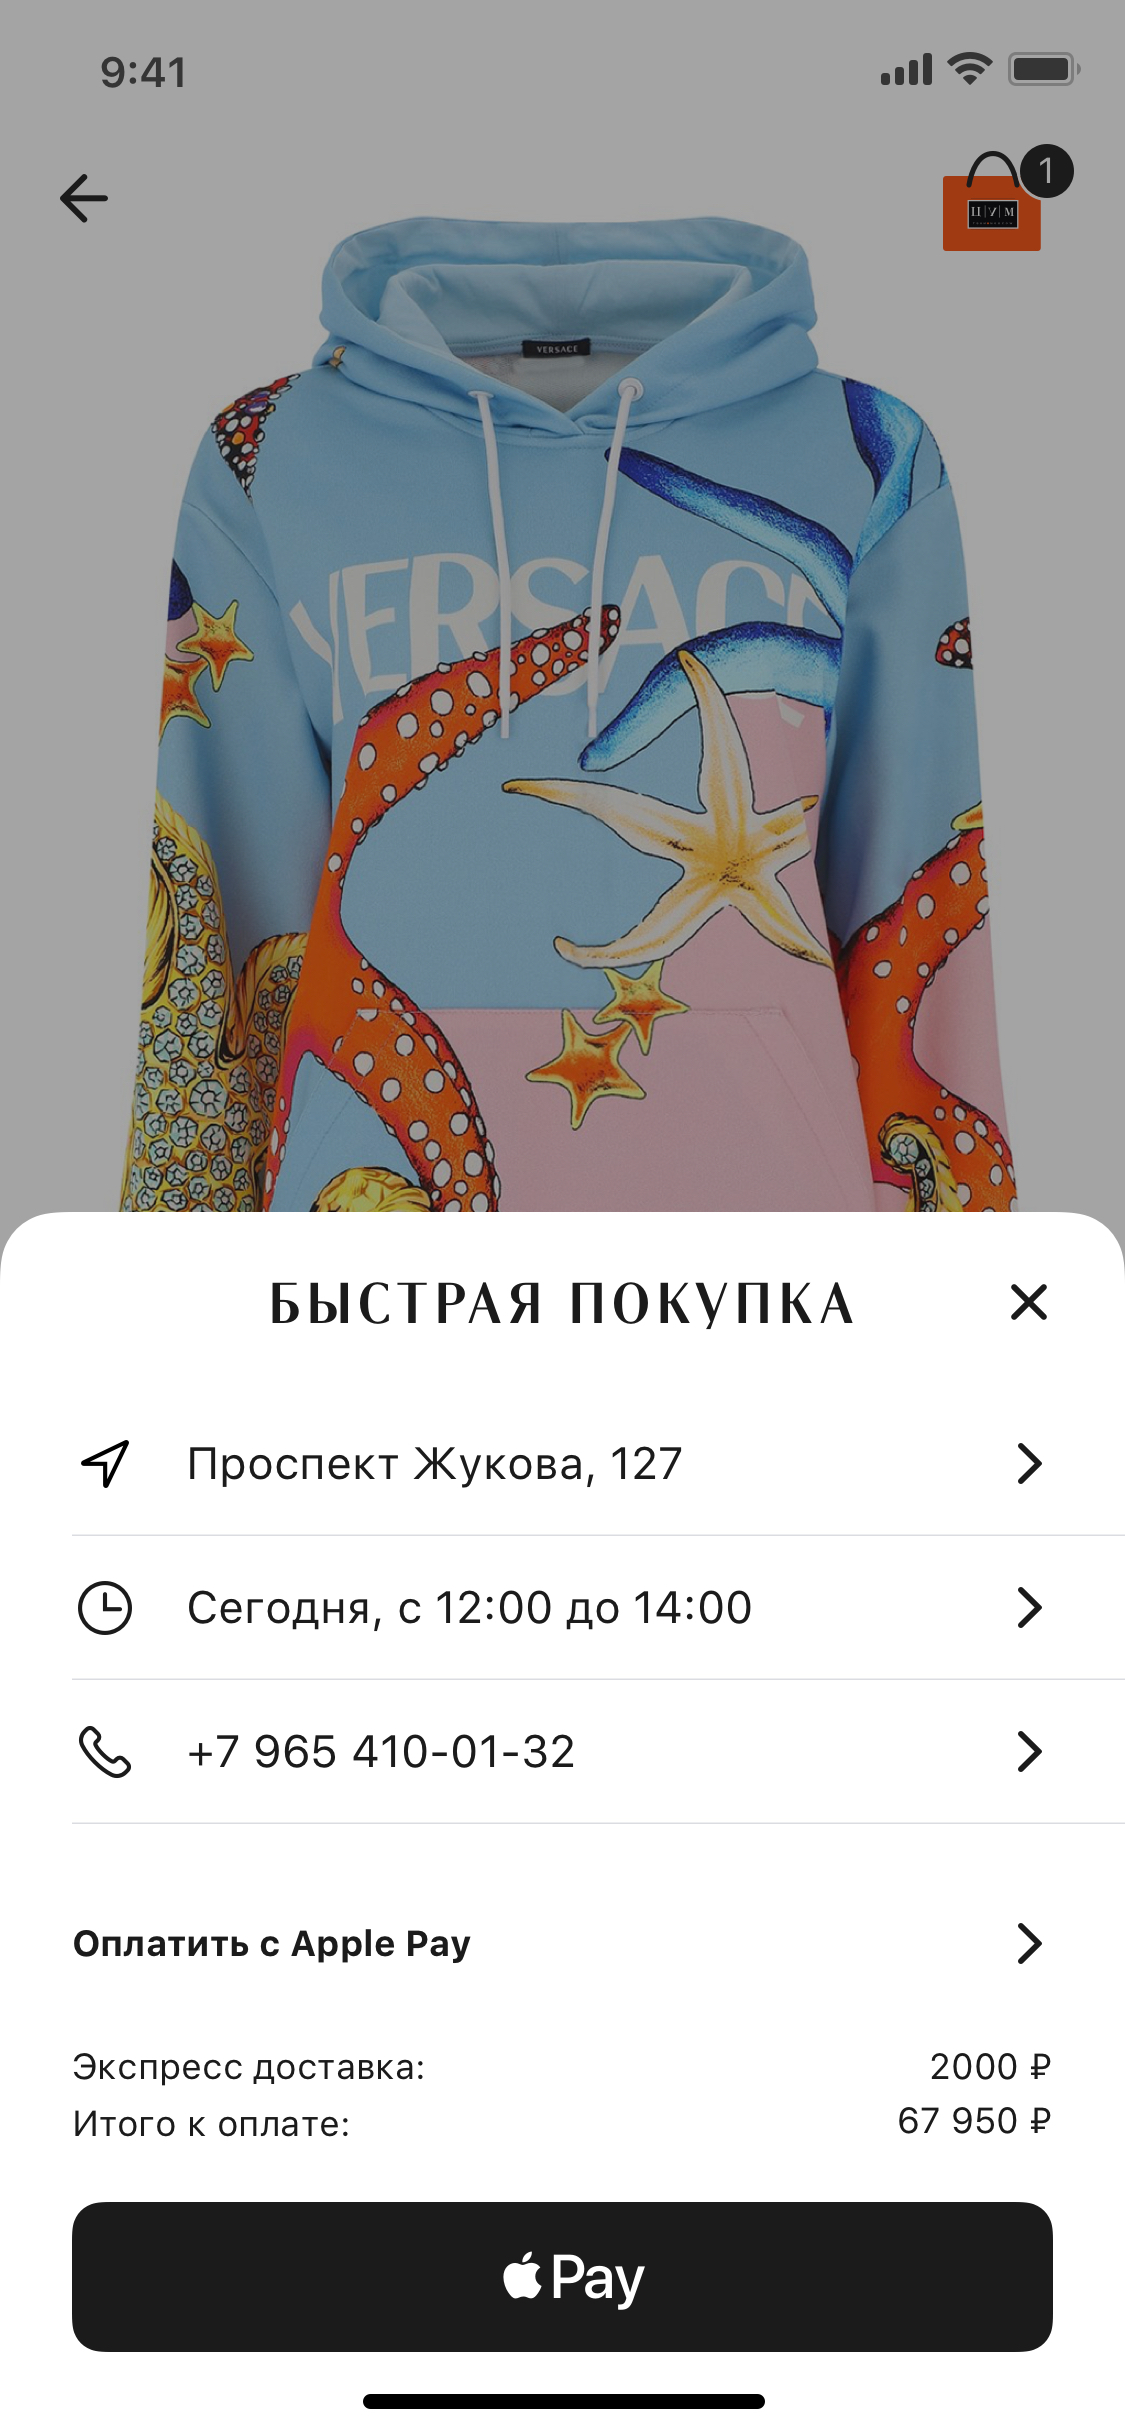 9:41
1
ЦУМ
VERSACE
VERSACE
БЫСТРАЯ ПОКУПКА
Проспект Жукова, 127
Сегодня, с 12:00 до 14:00
+7 965 410-01-32
Оплатить с Apple Pay
Экспресс доставка: 2000 ₽
Итого к оплате: 67 950 ₽
Pay